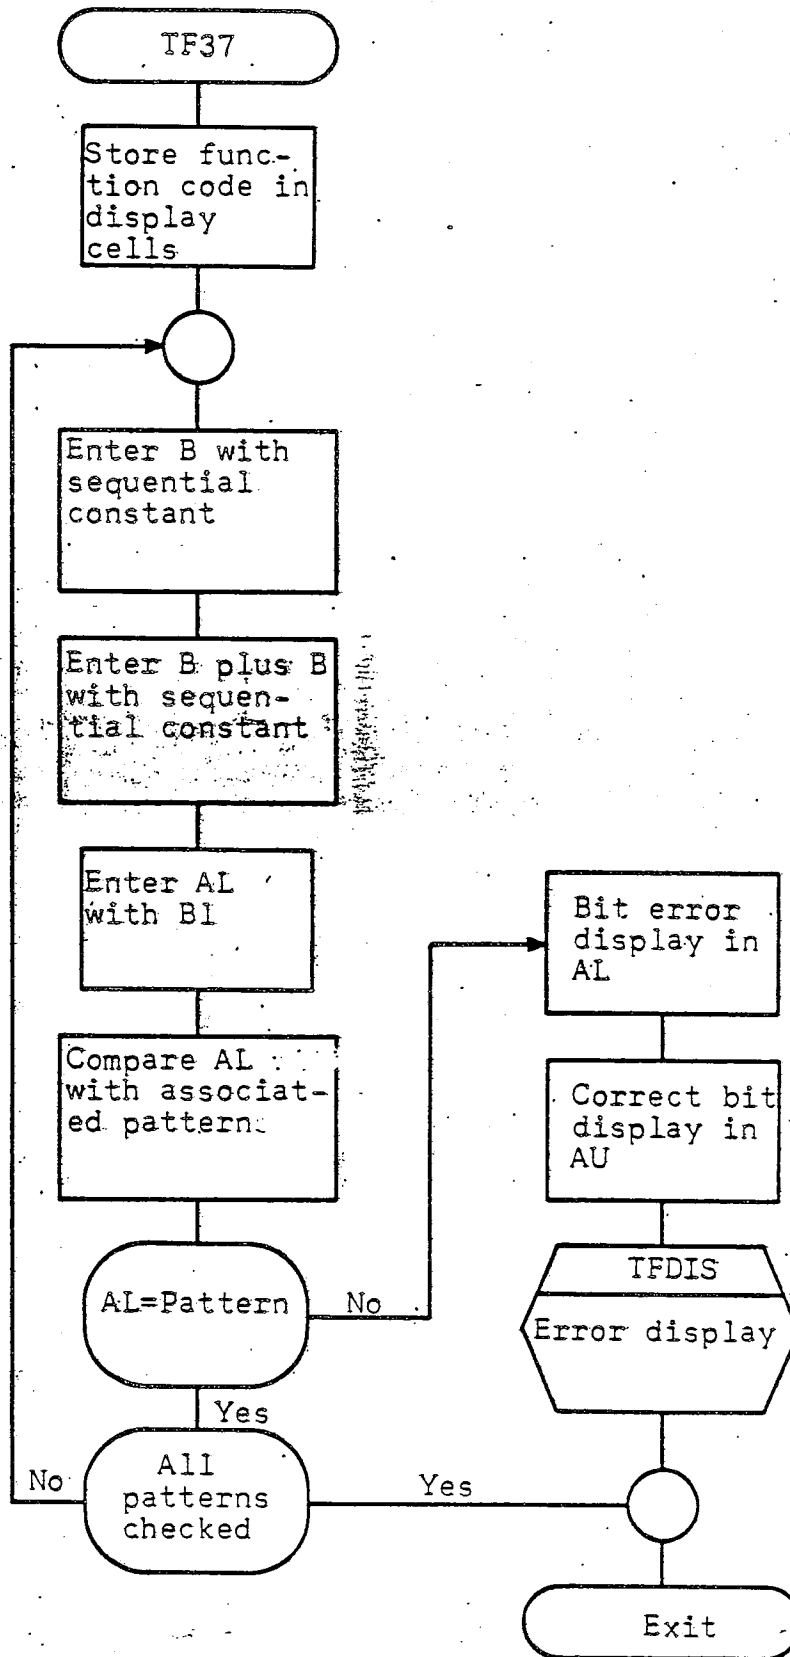 TF37
Store func-
tion code in
display
cells
Enter B with
sequential
constant
Enter B plus B
with sequen-
tial constant
Enter AL
with B1
Compare AL
with associat-
ed pattern
AL=Pattern
No
Yes
All
patterns
checked
No
Yes
Bit error
display in
AL
Correct bit
display in
AU
TFDIS
Error display
Exit